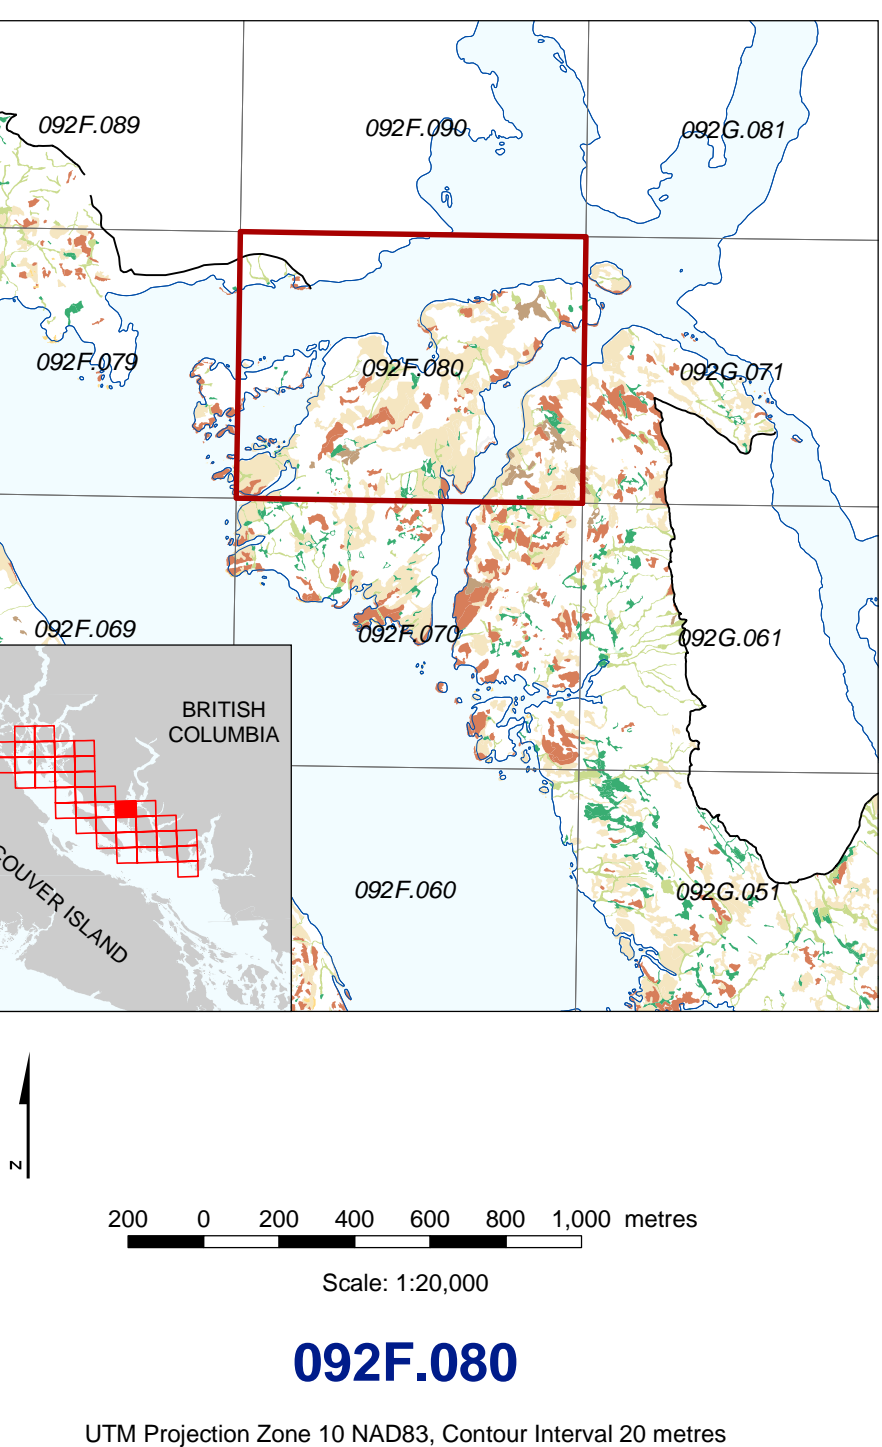 092F.089
092F.090
092G.081
092F.079
092F.080
092G.071
092F.069
092F.070
092G.061
BRITISH
COLUMBIA
ISLAND
092F.060
092G.051
N
200 0 200 400 600 800 1,000 metres
Scale: 1:20,000
092F.080
UTM Projection Zone 10 NAD83, Contour Interval 20 metres